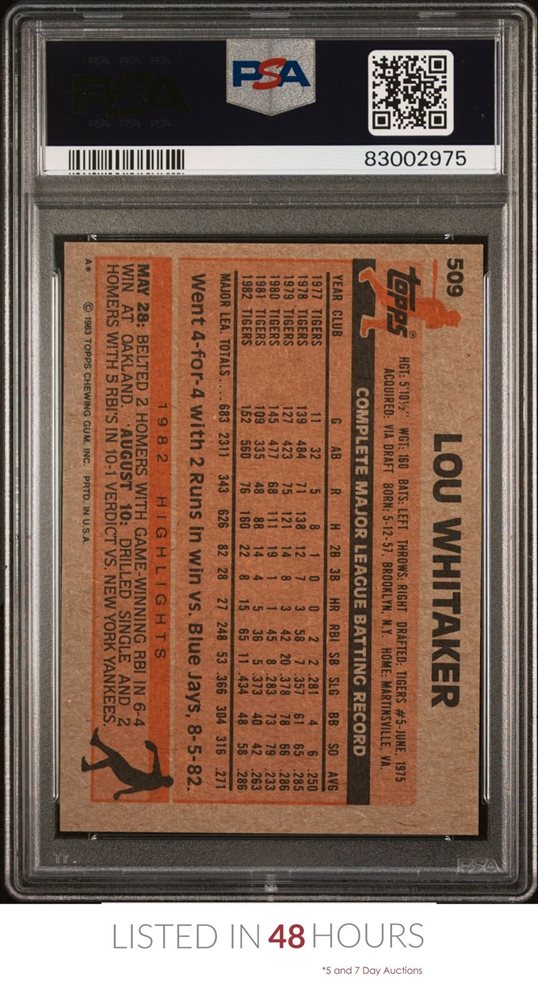 PSA
83002975
509
topps®
LOU WHITAKER
HGT: 5'10½" WGT: 160 BATS: LEFT THROWS: RIGHT DRAFTED: TIGERS #5-JUNE, 1975
ACQUIRED: VIA DRAFT BORN: 5-12-57, BROOKLYN, N.Y. HOME: MARTINSVILLE, VA.
COMPLETE MAJOR LEAGUE BATTING RECORD
YEAR CLUB G AB R H 2B 3B HR RBI SB SLG BB SO AVG
1977 TIGERS 11 32 5 8 1 0 0 2 2 .281 4 6 .250
1978 TIGERS 139 484 71 138 12 7 3 58 7 .357 61 65 .285
1979 TIGERS 127 423 75 121 14 8 3 42 20 .378 78 66 .286
1980 TIGERS 145 477 68 111 19 1 1 45 8 .283 73 79 .233
1981 TIGERS 109 335 48 88 14 4 5 36 5 .373 40 42 .263
1982 TIGERS 152 560 76 160 22 8 15 65 11 .434 48 58 .286
MAJOR LEA. TOTALS.... 683 2311 343 626 82 28 27 248 53 .366 304 316 .271
Went 4-for-4 with 2 Runs in win vs. Blue Jays, 8-5-82.
1982 HIGHLIGHTS
MAY 28: BELTED 2 HOMERS WITH GAME-WINNING RBI IN 6-4
WIN AT OAKLAND. AUGUST 10: DRILLED SINGLE AND 2
HOMERS WITH 5 RBI'S IN 10-1 VERDICT VS. NEW YORK YANKEES.
A* © 1983 TOPPS CHEWING GUM, INC. PRTD. IN U.S.A.
PSA
LISTED IN 48 HOURS
*5 and 7 Day Auctions